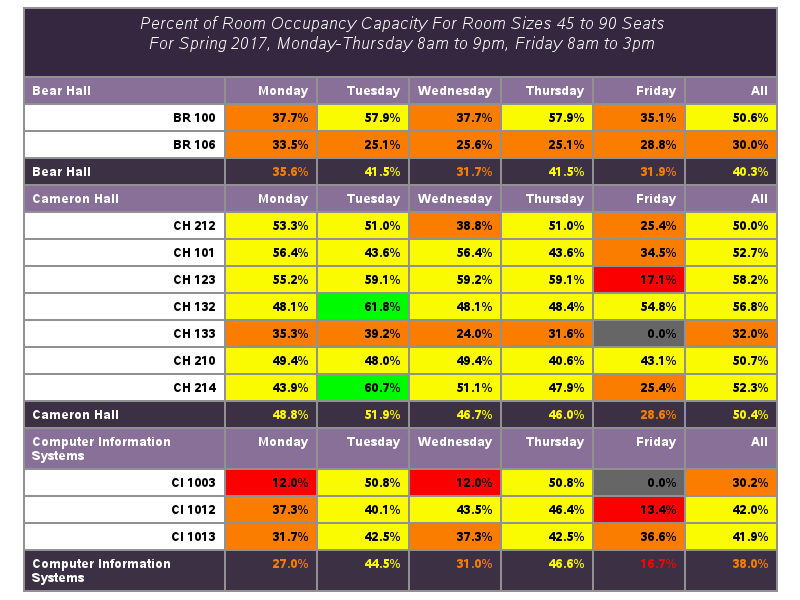 Percent of Room Occupancy Capacity For Room Sizes 45 to 90 Seats
For Spring 2017, Monday-Thursday 8am to 9pm, Friday 8am to 3pm
Bear Hall Monday Tuesday Wednesday Thursday Friday All
BR 100 37.7% 57.9% 37.7% 57.9% 35.1% 50.6%
BR 106 33.5% 25.1% 25.6% 25.1% 28.8% 30.0%
Bear Hall 35.6% 41.5% 31.7% 41.5% 31.9% 40.3%
Cameron Hall Monday Tuesday Wednesday Thursday Friday All
CH 212 53.3% 51.0% 38.8% 51.0% 25.4% 50.0%
CH 101 56.4% 43.6% 56.4% 43.6% 34.5% 52.7%
CH 123 55.2% 59.1% 59.2% 59.1% 17.1% 58.2%
CH 132 48.1% 61.8% 48.1% 48.4% 54.8% 56.8%
CH 133 35.3% 39.2% 24.0% 31.6% 0.0% 32.0%
CH 210 49.4% 48.0% 49.4% 40.6% 43.1% 50.7%
CH 214 43.9% 60.7% 51.1% 47.9% 25.4% 52.3%
Cameron Hall 48.8% 51.9% 46.7% 46.0% 28.6% 50.4%
Computer Information Monday Tuesday Wednesday Thursday Friday All
Systems
CI 1003 12.0% 50.8% 12.0% 50.8% 0.0% 30.2%
CI 1012 37.3% 40.1% 43.5% 46.4% 13.4% 42.0%
CI 1013 31.7% 42.5% 37.3% 42.5% 36.6% 41.9%
Computer Information 27.0% 44.5% 31.0% 46.6% 16.7% 38.0%
Systems